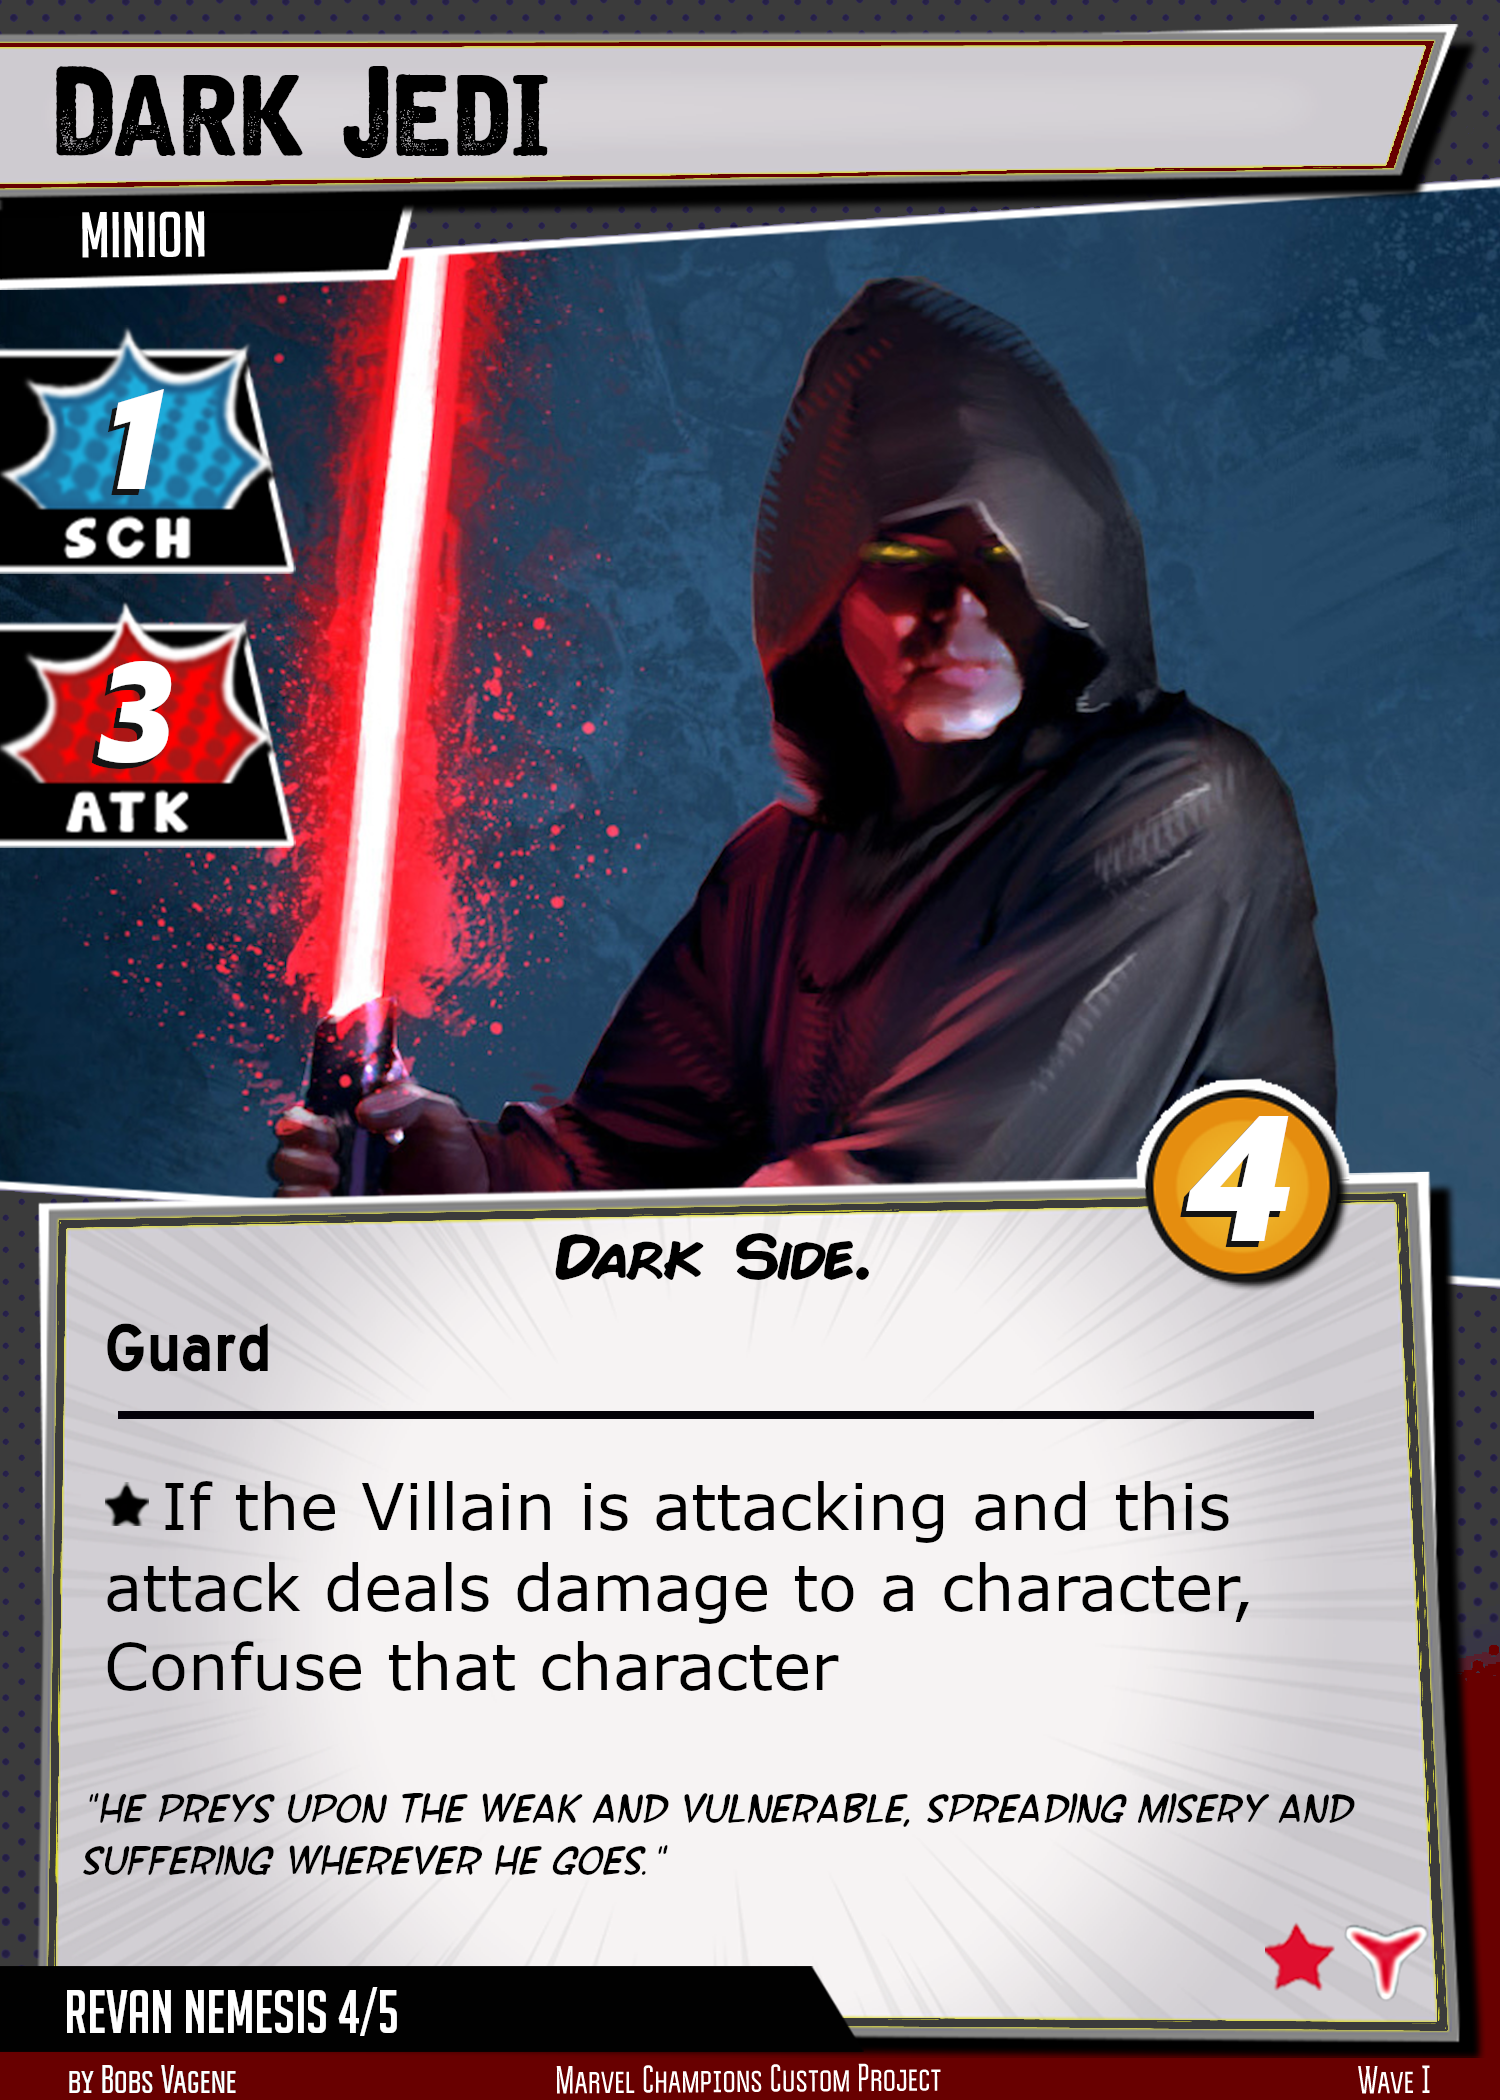 Dark Jedi
MINION
1
SCH
3
ATK
4
Dark Side.
Guard
If the Villain is attacking and this
attack deals damage to a character,
Confuse that character
"HE PREYS UPON THE WEAK AND VULNERABLE, SPREADING MISERY AND
SUFFERING WHEREVER HE GOES."
REVAN NEMESIS 4/5
by Bobs Vagene
Marvel Champions Custom Project
Wave I